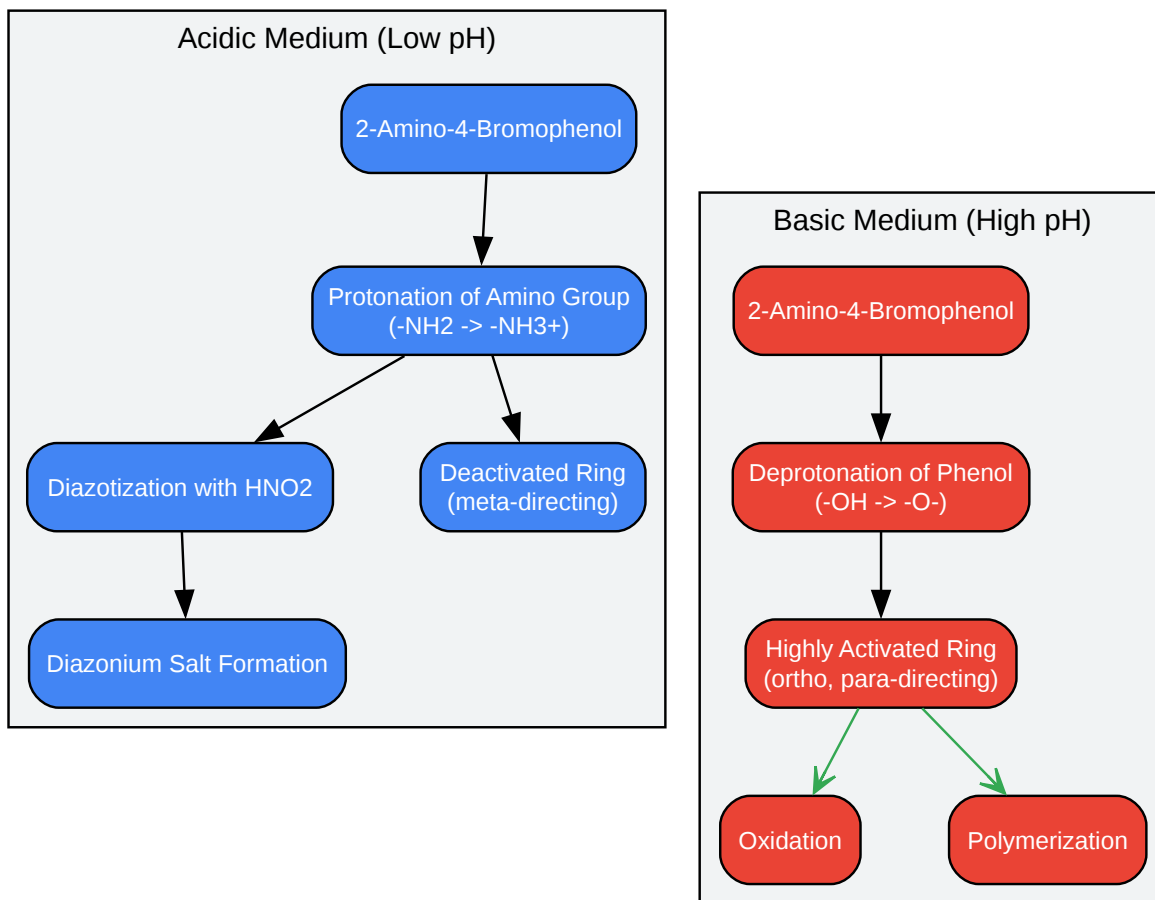 Acidic Medium (Low pH)
2-Amino-4-Bromophenol
Protonation of Amino Group
(-NH2 -> -NH3+)
Diazotization with HNO2
Deactivated Ring
(meta-directing)
Diazonium Salt Formation
Basic Medium (High pH)
2-Amino-4-Bromophenol
Deprotonation of Phenol
(-OH -> -O-)
Highly Activated Ring
(ortho, para-directing)
Oxidation
Polymerization